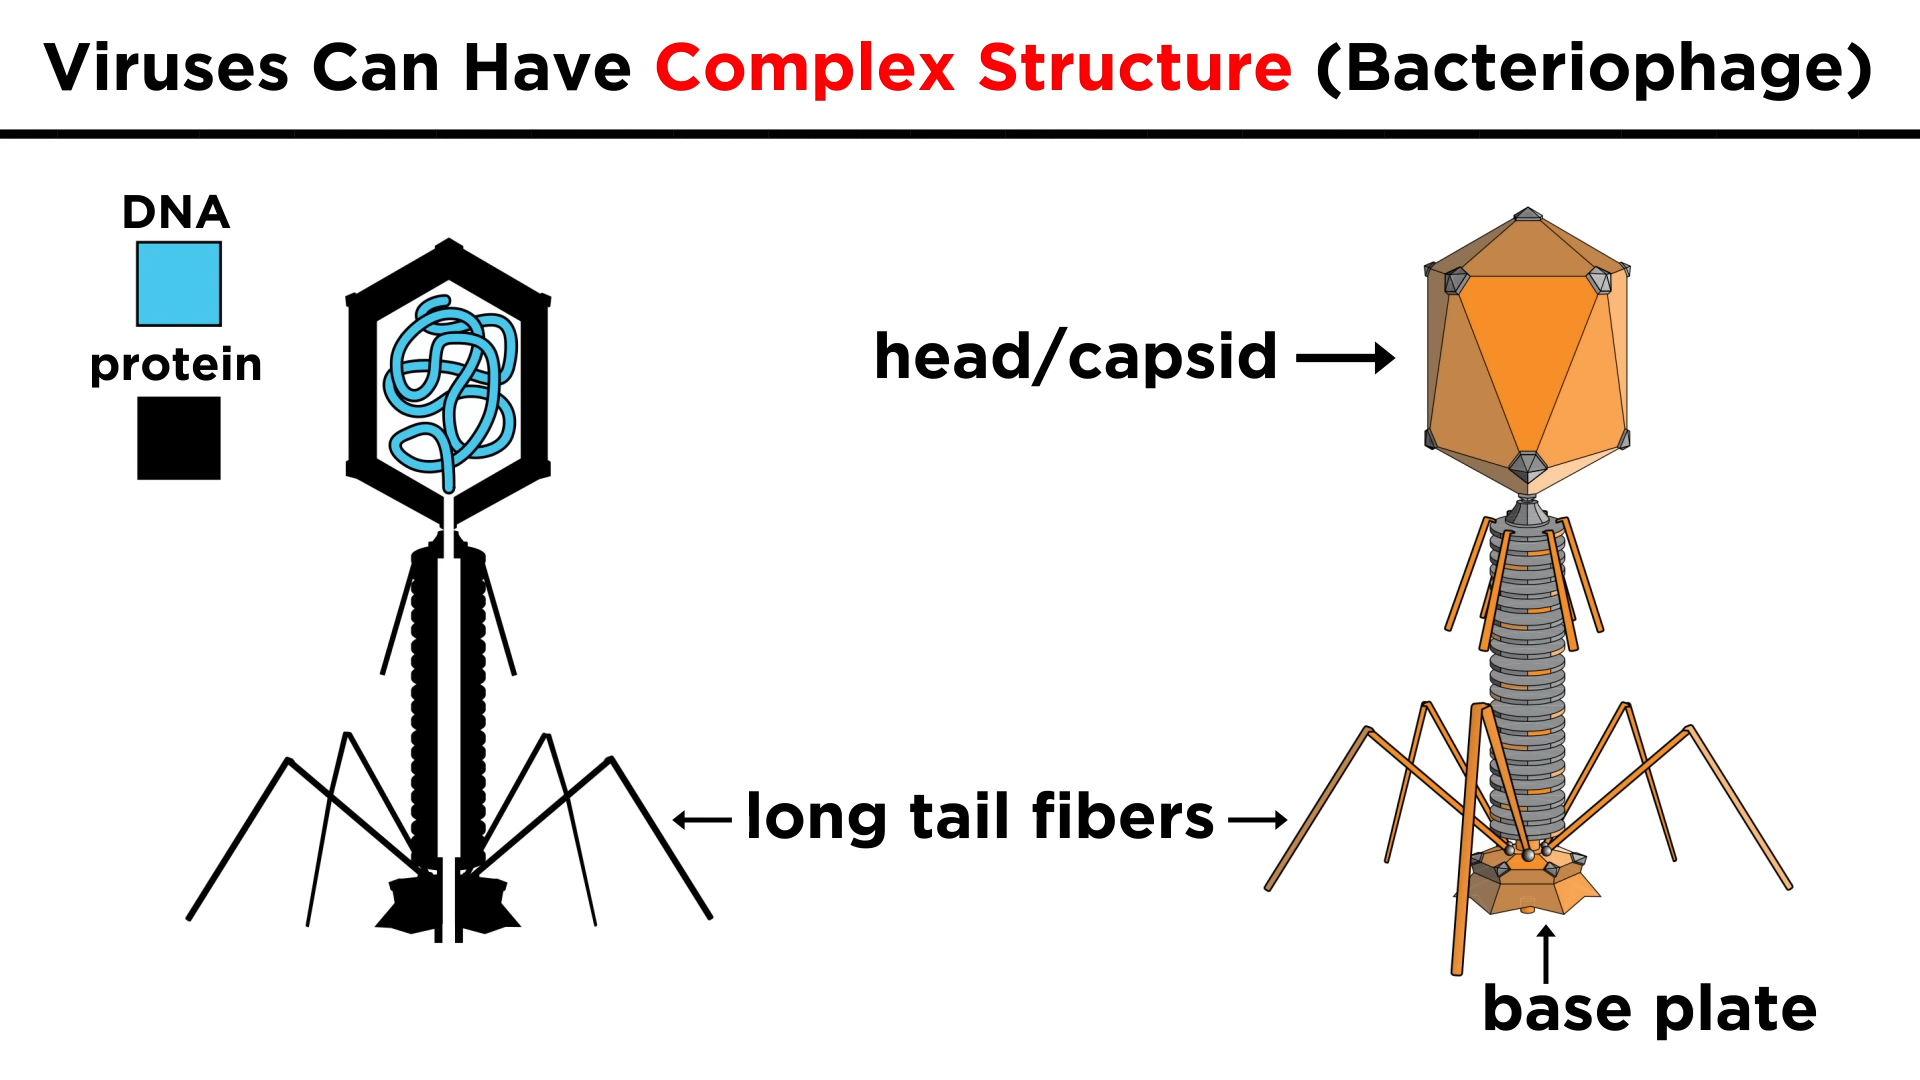 Viruses Can Have Complex Structure (Bacteriophage)
DNA
protein
head/capsid
long tail fibers
base plate